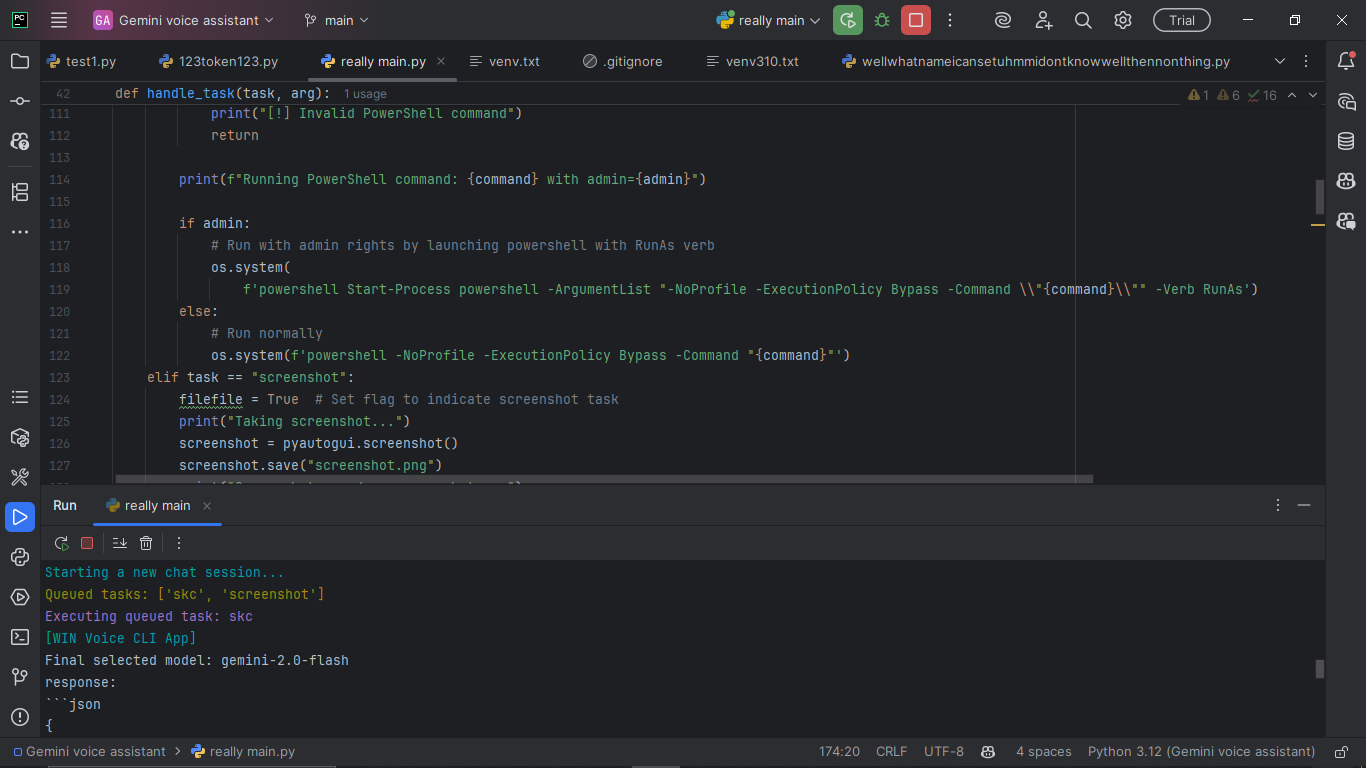 PC
GA Gemini voice assistant
main
really main
Trial
test1.py
123token123.py
really main.py
venv.txt
.gitignore
venv310.txt
wellwhatnameicansetuhmmidontknowwellthennonthing.py
42 def handle_task(task, arg): 1 usage
1 6 16
111 print("[!] Invalid PowerShell command")
112 return
113
114 print(f"Running PowerShell command: {command} with admin={admin}")
115
116 if admin:
117 # Run with admin rights by launching powershell with RunAs verb
118 os.system(
119 f'powershell Start-Process powershell -ArgumentList "-NoProfile -ExecutionPolicy Bypass -Command \\"{command}\\"" -Verb RunAs')
120 else:
121 # Run normally
122 os.system(f'powershell -NoProfile -ExecutionPolicy Bypass -Command "{command}"')
123 elif task == "screenshot":
124 filefile = True # Set flag to indicate screenshot task
125 print("Taking screenshot...")
126 screenshot = pyautogui.screenshot()
127 screenshot.save("screenshot.png")
Run
really main
Starting a new chat session...
Queued tasks: ['skc', 'screenshot']
Executing queued task: skc
[WIN Voice CLI App]
Final selected model: gemini-2.0-flash
response:
```json
{
Gemini voice assistant > really main.py
174:20 CRLF UTF-8 4 spaces Python 3.12 (Gemini voice assistant)